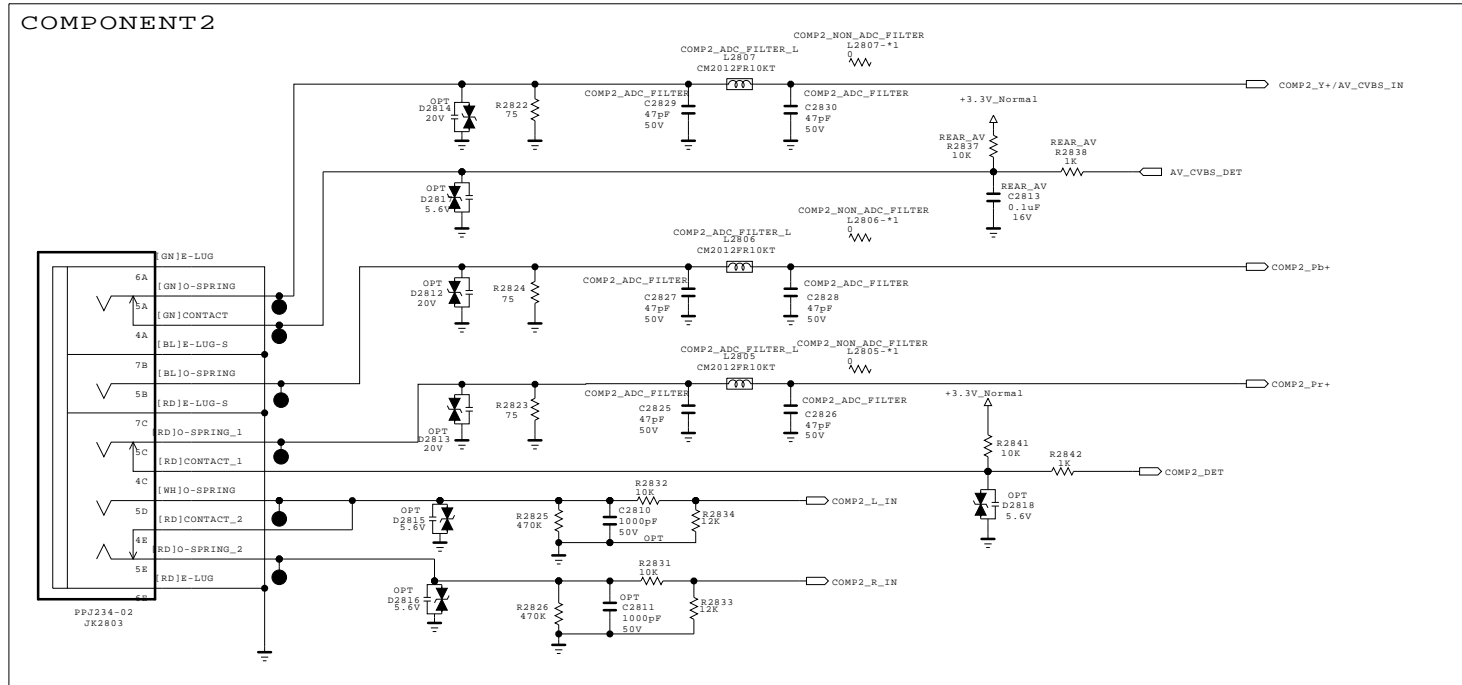 COMPONENT2
COMP2_NON_ADC_FILTER
L2807-*1
0
COMP2_ADC_FILTER_L
L2807
CM2012FR10KT
OPT
D2814
20V
R2822
75
COMP2_ADC_FILTER
C2829
47pF
50V
COMP2_ADC_FILTER
C2830
47pF
50V
COMP2_Y+/AV_CVBS_IN
+3.3V_Normal
REAR_AV
R2837
10K
REAR_AV
R2838
1K
AV_CVBS_DET
OPT
D2817
5.6V
REAR_AV
C2813
0.1uF
16V
COMP2_NON_ADC_FILTER
L2806-*1
0
COMP2_ADC_FILTER_L
L2806
CM2012FR10KT
OPT
D2812
20V
R2824
75
COMP2_ADC_FILTER
C2827
47pF
50V
COMP2_ADC_FILTER
C2828
47pF
50V
COMP2_Pb+
COMP2_NON_ADC_FILTER
L2805-*1
0
COMP2_ADC_FILTER_L
L2805
CM2012FR10KT
OPT
D2813
20V
R2823
75
COMP2_ADC_FILTER
C2825
47pF
50V
COMP2_ADC_FILTER
C2826
47pF
50V
COMP2_Pr+
+3.3V_Normal
R2841
10K
R2842
1K
COMP2_DET
OPT
D2818
5.6V
[GN]E-LUG
6A
[GN]O-SPRING
5A
[GN]CONTACT
4A
[BL]E-LUG-S
7B
[BL]O-SPRING
5B
[RD]E-LUG-S
7C
[RD]O-SPRING_1
5C
[RD]CONTACT_1
4C
[WH]O-SPRING
5D
[RD]CONTACT_2
4E
[RD]O-SPRING_2
5E
[RD]E-LUG
6E
PPJ234-02
JK2803
OPT
D2815
5.6V
R2825
470K
C2810
1000pF
50V
OPT
R2832
10K
R2834
12K
COMP2_L_IN
OPT
D2816
5.6V
R2826
470K
OPT
C2811
1000pF
50V
R2831
10K
R2833
12K
COMP2_R_IN